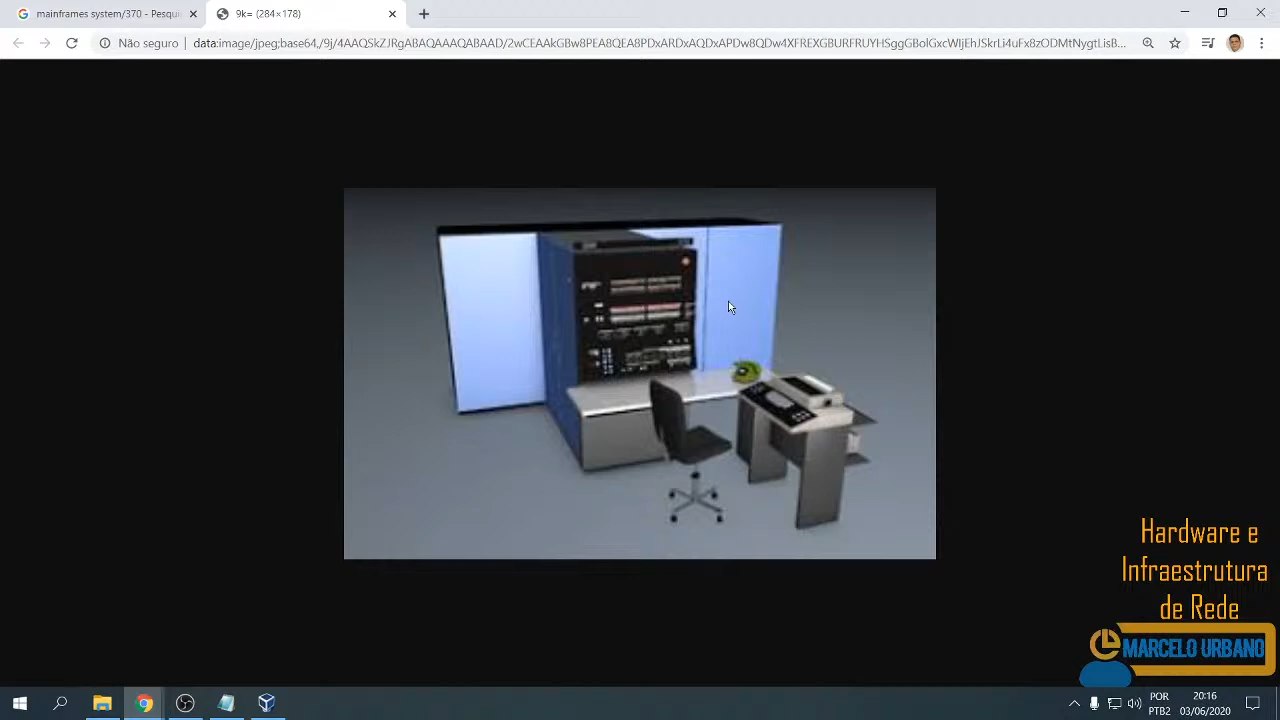 mainframes system/370 - Pesqui
9k= (284×178)
Não seguro
data:image/jpeg;base64,/9j/4AAQSkZJRgABAQAAAQABAAD/2wCEAAkGBw8PEA8QEA8PDxARDxAQDxAPDw8QDw4XFREXGBURFRUYHSggGBolGxcWIjEhJSkrLi4uFx8zODMtNygtLisB...
Hardware e
Infraestrutura
de Rede
MARCELO URBANO
POR
PTB2
20:16
03/06/2020